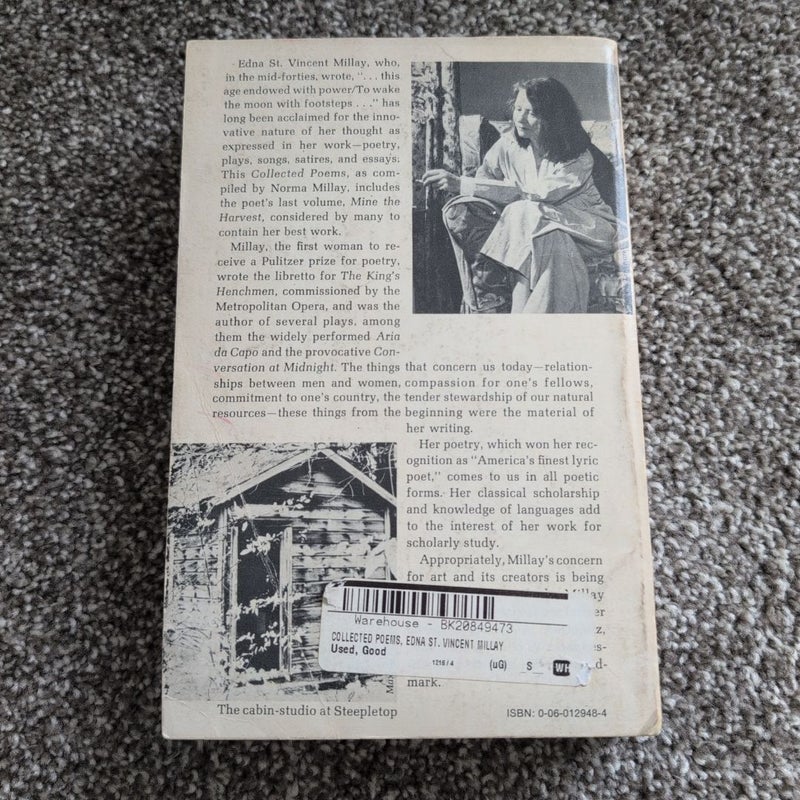 Edna St. Vincent Millay, who,
in the mid-forties, wrote, ". . . this
age endowed with power/To wake
the moon with footsteps . . ." has
long been acclaimed for the inno-
vative nature of her thought as
expressed in her work—poetry,
plays, songs, satires, and essays.
This Collected Poems, as com-
piled by Norma Millay, includes
the poet's last volume, Mine the
Harvest, considered by many to
contain her best work.
Millay, the first woman to re-
ceive a Pulitzer prize for poetry,
wrote the libretto for The King's
Henchmen, commissioned by the
Metropolitan Opera, and was the
author of several plays, among
them the widely performed Aria
da Capo and the provocative Con-
versation at Midnight. The things
that concern us today—relation-
ships between men and women,
compassion for one's fellows,
commitment to one's country, the
tender stewardship of our natural
resources—these things from the
beginning were the material of
her writing.
Her poetry, which won her rec-
ognition as "America's finest lyric
poet," comes to us in all poetic
forms. Her classical scholarship
and knowledge of languages add
to the interest of her work for
scholarly study.
Appropriately, Millay's concern
for art and its creators is being
mark.
Warehouse - BK20849473
COLLECTED POEMS, EDNA ST. VINCENT MILLAY
Used, Good
1216/4 (uG) _S_ WH
The cabin-studio at Steepletop
ISBN: 0-06-012948-4